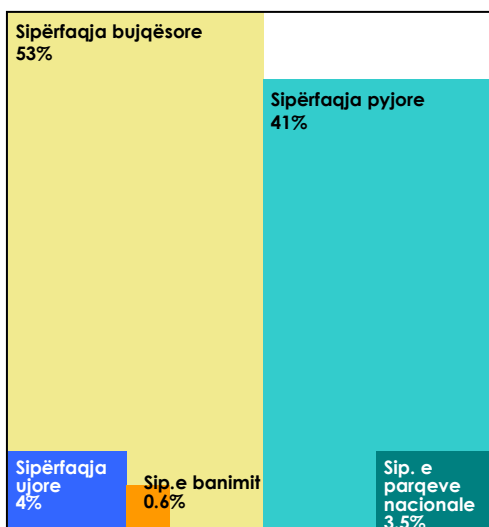 Sipërfaqja bujqësore
53%
Sipërfaqja pyjore
41%
Sipërfaqja
ujore
4%
Sip.e banimit
0.6%
Sip. e
parqeve
nacionale
3.5%